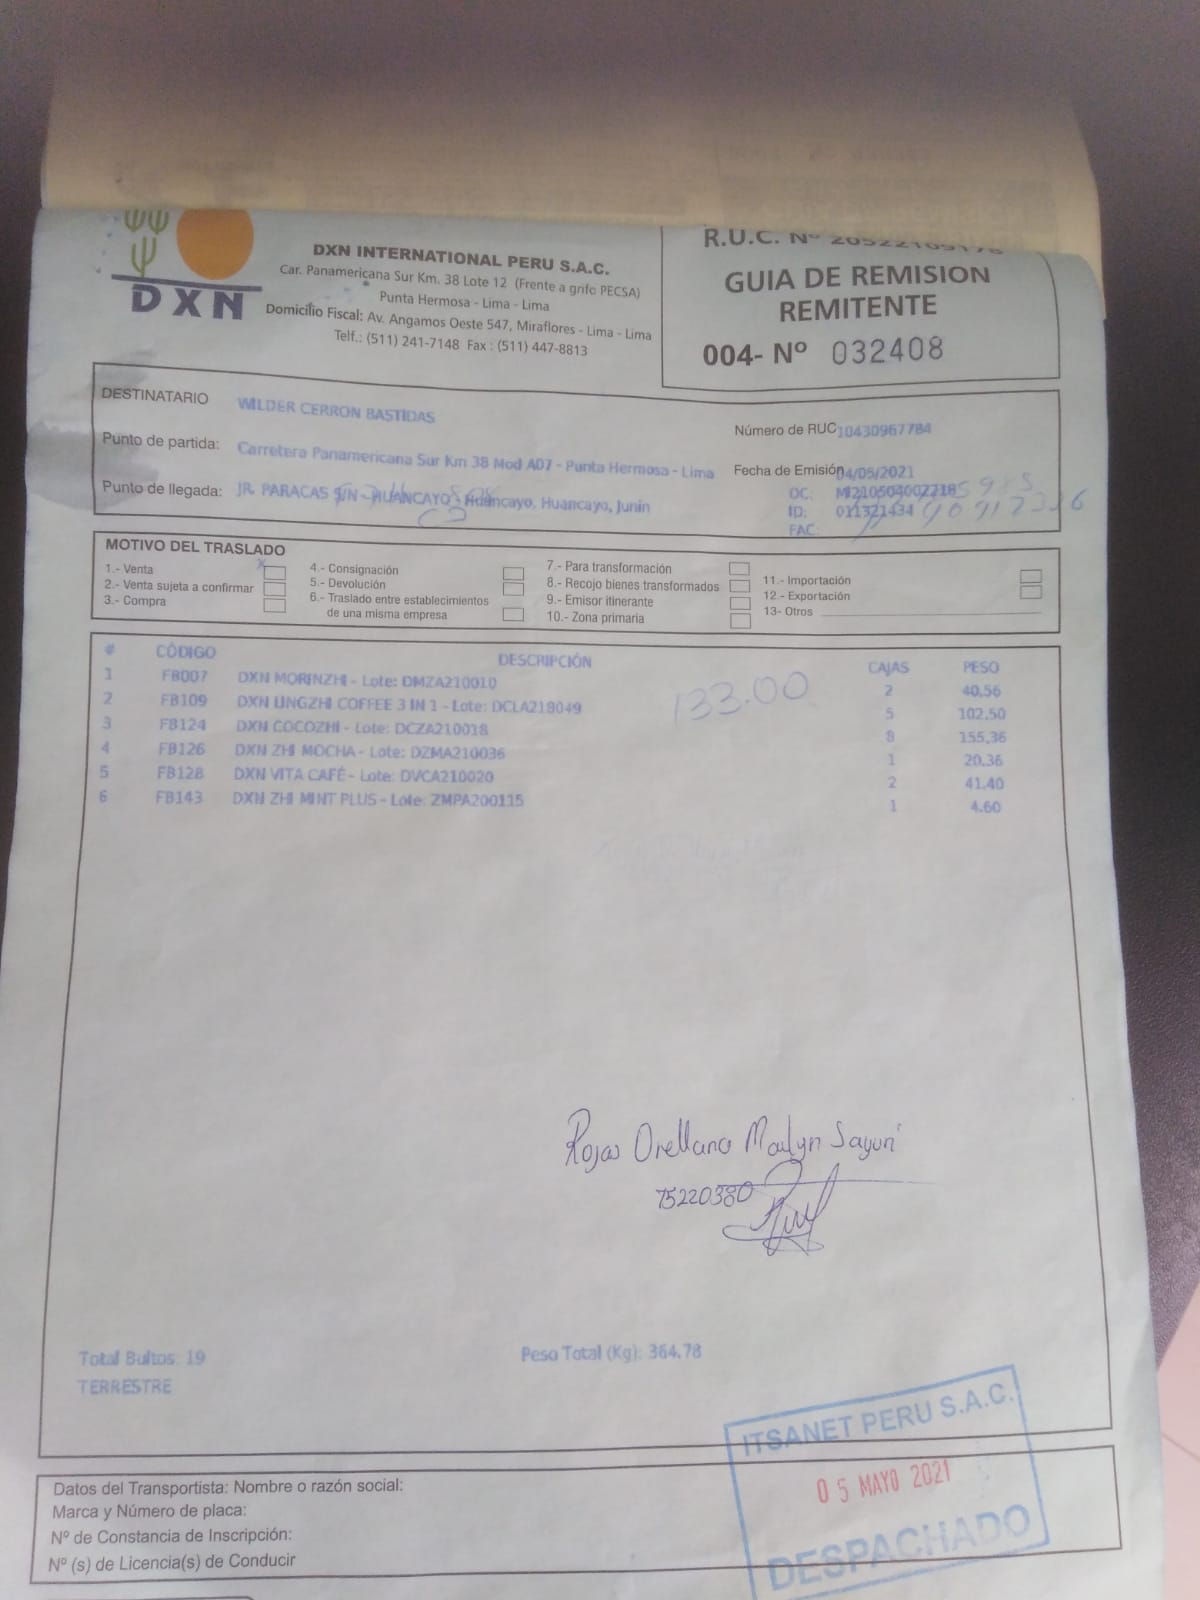 DXN
DXN INTERNATIONAL PERU S.A.C.
Car. Panamericana Sur Km. 38 Lote 12 (Frente a grifo PECSA)
Punta Hermosa - Lima - Lima
Domicilio Fiscal: Av. Angamos Oeste 547, Miraflores - Lima - Lima
Telf.: (511) 241-7148 Fax : (511) 447-8813
R.U.C. Nº
GUIA DE REMISION
REMITENTE
004- Nº 032408
DESTINATARIO WILDER CERRON BASTIDAS
Número de RUC 10430967784
Punto de partida: Carretera Panamericana Sur Km 38 Mod A07 - Punta Hermosa - Lima
Fecha de Emisión 04/05/2021
Punto de llegada: JR. PARACAS S/N - HUANCAYO - Huancayo, Huancayo, Junin
OC: MI210504002218
ID: 011321434
FAC:
MOTIVO DEL TRASLADO
1.- Venta X
2.- Venta sujeta a confirmar
3.- Compra
4.- Consignación
5.- Devolución
6.- Traslado entre establecimientos
de una misma empresa
7.- Para transformación
8.- Recojo bienes transformados
9.- Emisor itinerante
10.- Zona primaria
11.- Importación
12.- Exportación
13- Otros
# CÓDIGO DESCRIPCIÓN CAJAS PESO
1 FB007 DXN MORINZHI - Lote: DMZA210010 2 40,56
2 FB109 DXN LINGZHI COFFEE 3 IN 1 - Lote: DCLA218049 5 102.50
3 FB124 DXN COCOZHI - Lote: DCZA210018 8 155,36
4 FB126 DXN ZHI MOCHA - Lote: DZMA210036 1 20,36
5 FB128 DXN VITA CAFÉ - Lote: DVCA210020 2 41.40
6 FB143 DXN ZHI MINT PLUS - Lote: ZMPA200115 1 4.60
133.00
Rojas Orellano Mailyn Sayuri
75220380
Total Bultos: 19
Peso Total (Kg): 364.78
TERRESTRE
ITSANET PERU S.A.C.
05 MAYO 2021
DESPACHADO
Datos del Transportista: Nombre o razón social:
Marca y Número de placa:
Nº de Constancia de Inscripción:
Nº (s) de Licencia(s) de Conducir